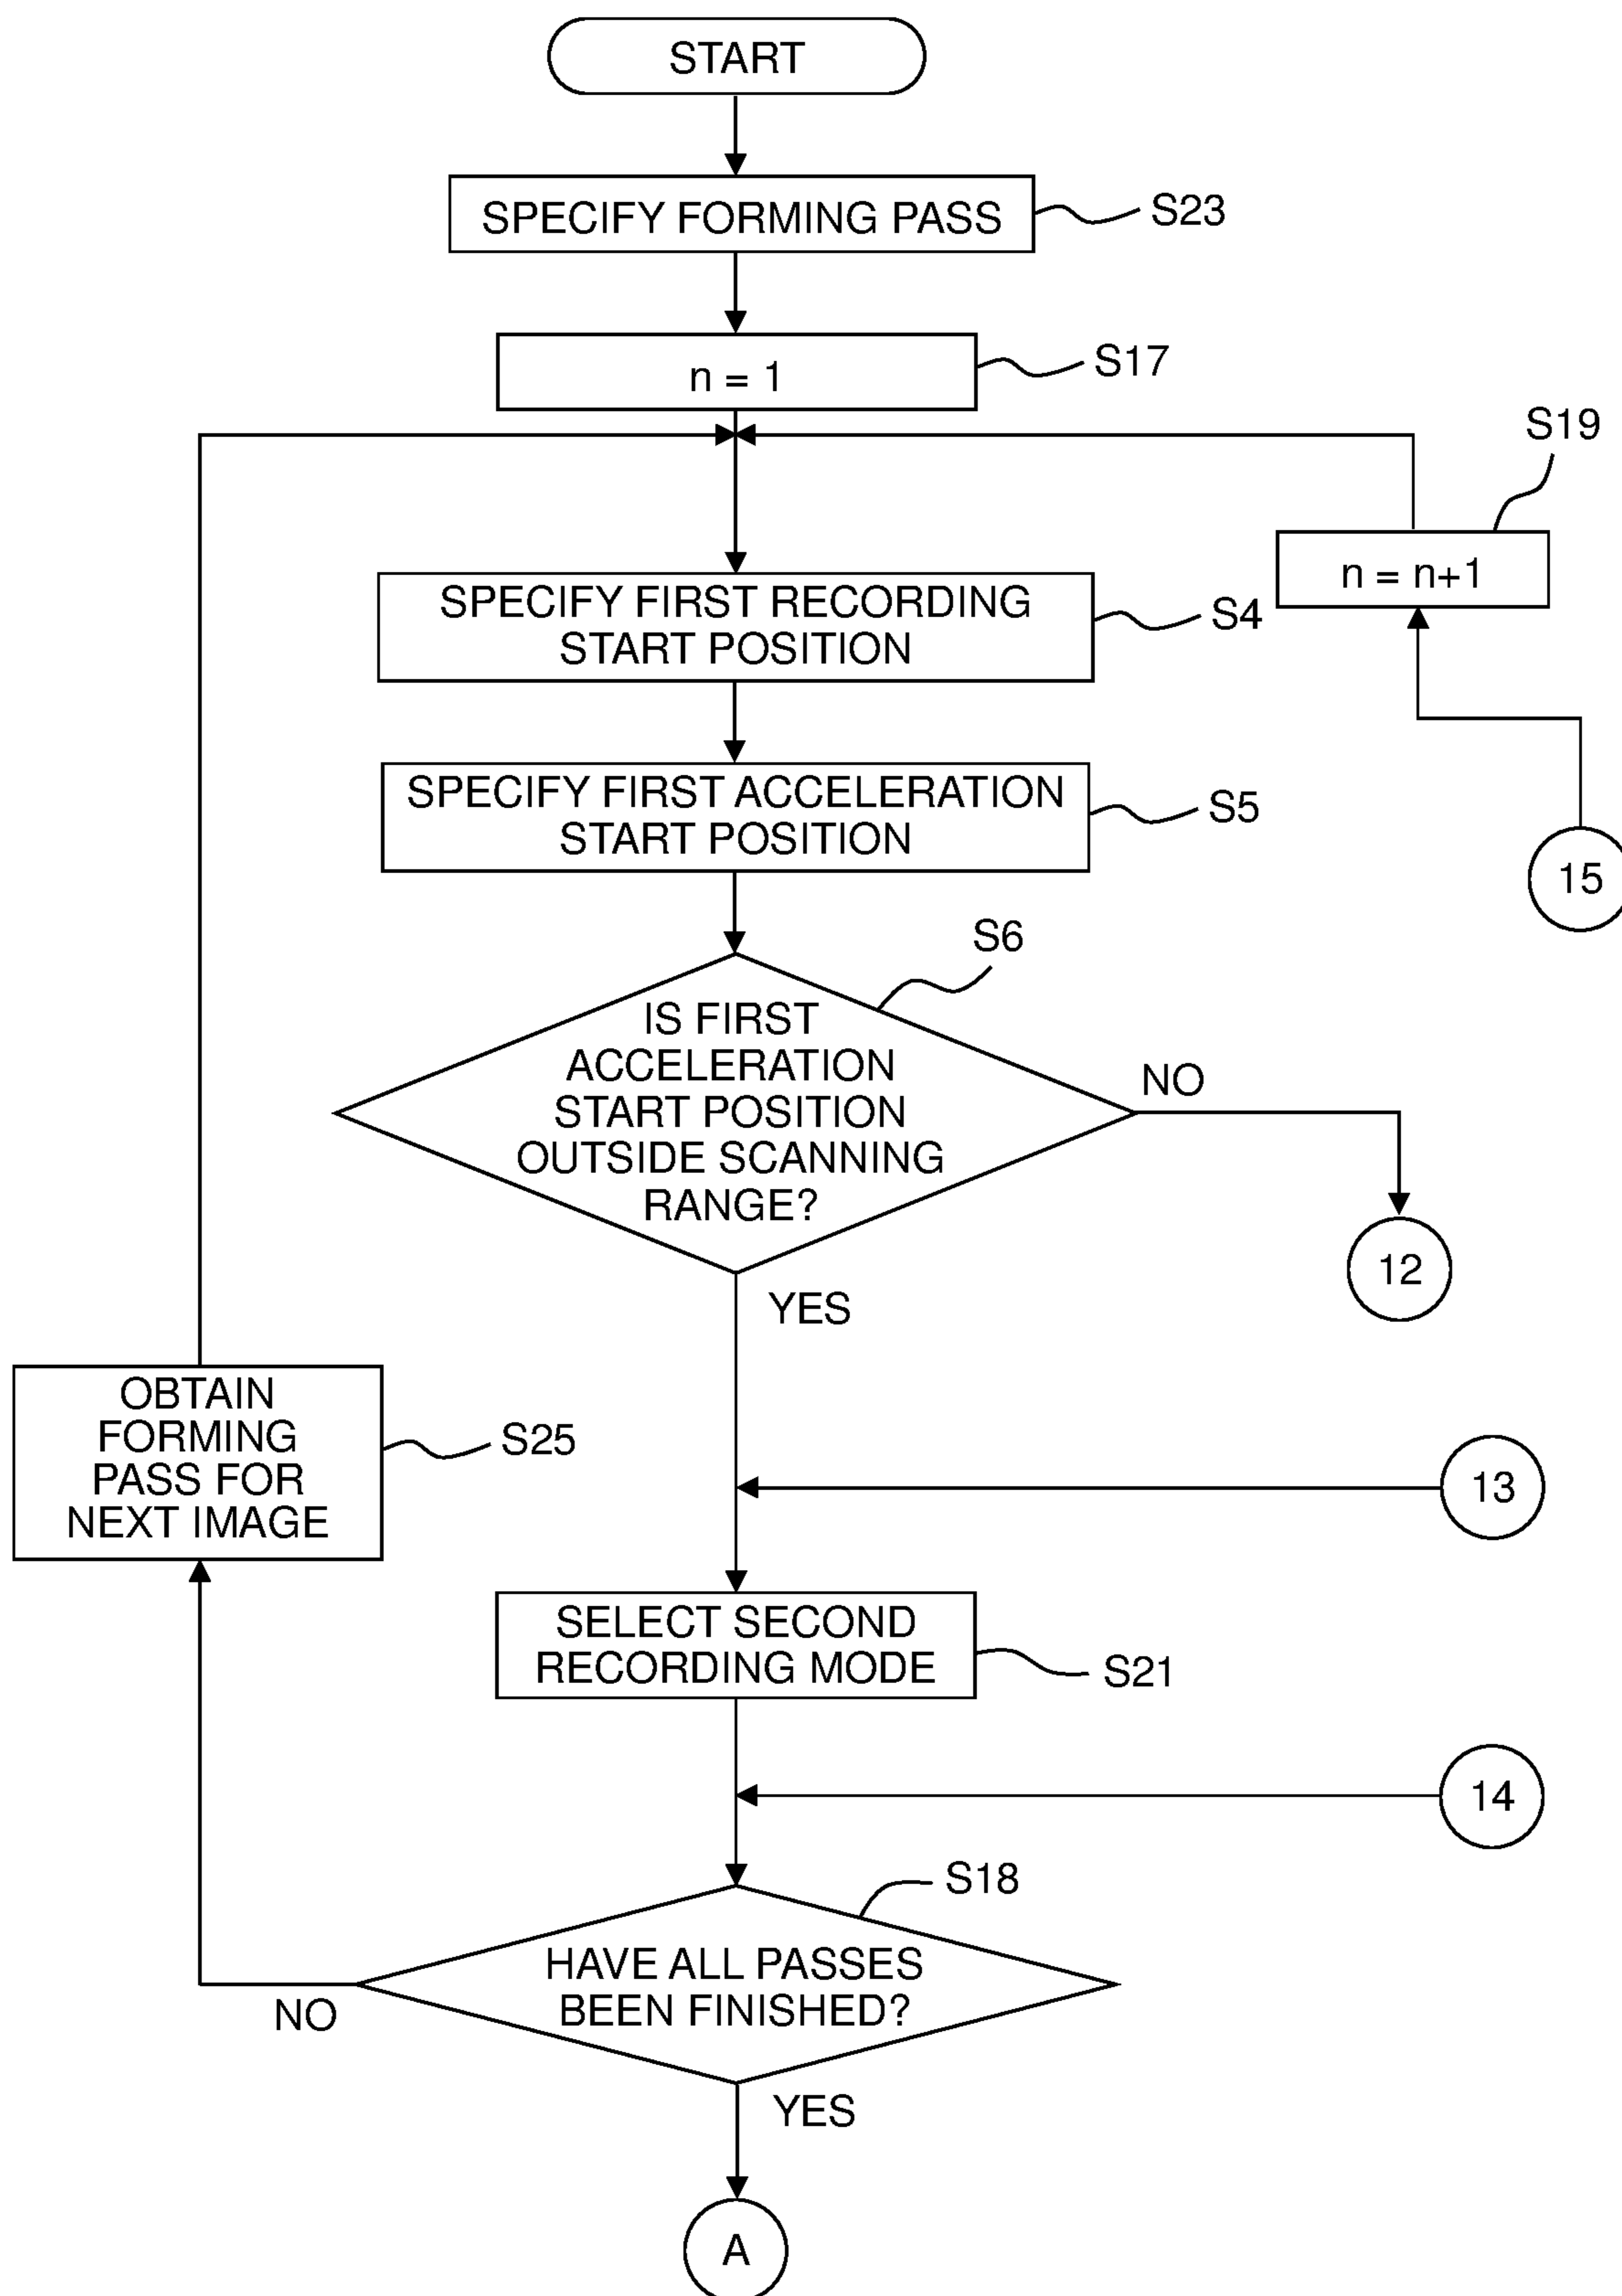 START
SPECIFY FORMING PASS
S23
n = 1
S17
S19
n = n+1
SPECIFY FIRST RECORDING
START POSITION
S4
SPECIFY FIRST ACCELERATION
START POSITION
S5
15
S6
IS FIRST
ACCELERATION
START POSITION
OUTSIDE SCANNING
RANGE?
NO
12
YES
OBTAIN
FORMING
PASS FOR
NEXT IMAGE
S25
13
SELECT SECOND
RECORDING MODE
S21
14
S18
HAVE ALL PASSES
BEEN FINISHED?
NO
YES
A